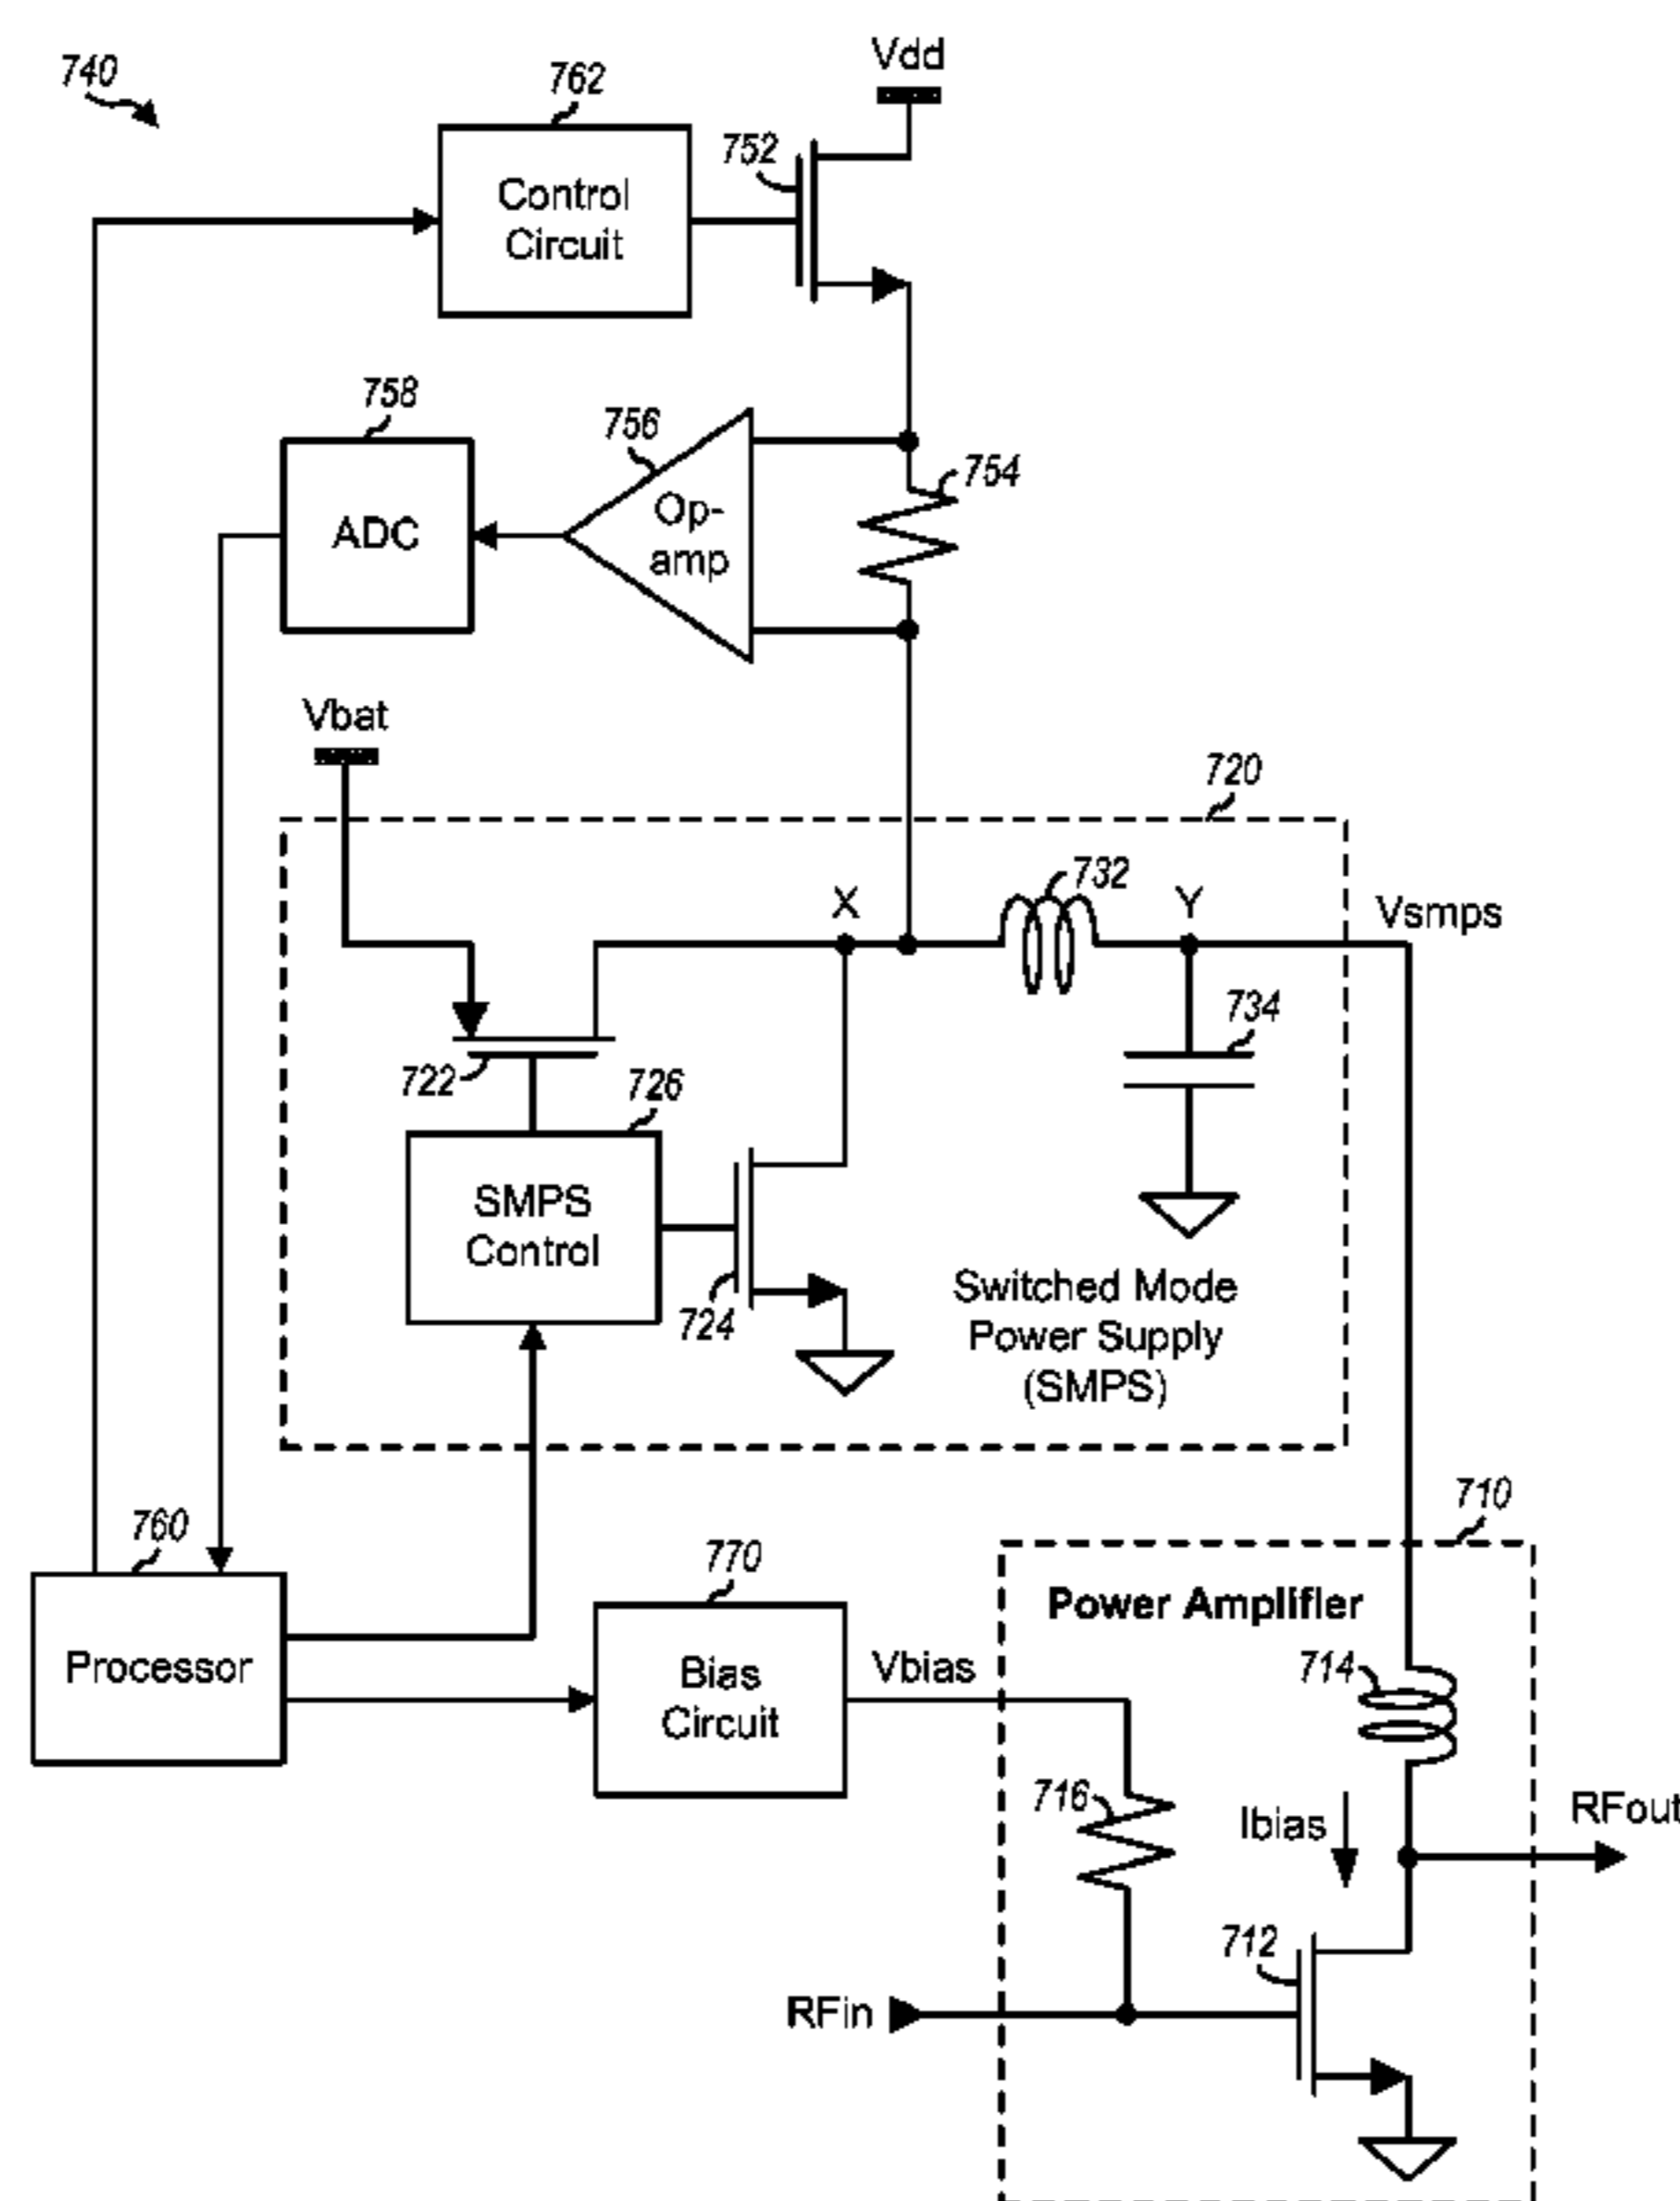 740
762
Vdd
752
Control
Circuit
758
756
754
ADC
Op-
amp
Vbat
720
732
X
Y
Vsmps
734
722
726
SMPS
Control
724
Switched Mode
Power Supply
(SMPS)
710
760
770
Power Amplifier
Processor
Bias
Circuit
Vbias
714
716
Ibias
RFout
712
RFin